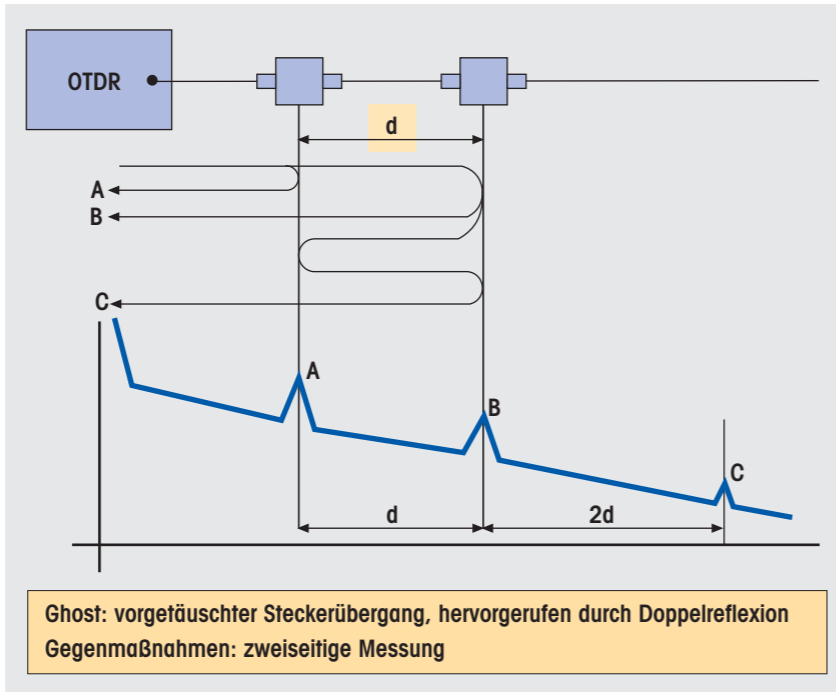 OTDR
d
A
B
C
A
B
C
d
2d
Ghost: vorgetäuschter Steckerübergang, hervorgerufen durch Doppelreflexion
Gegenmaßnahmen: zweiseitige Messung